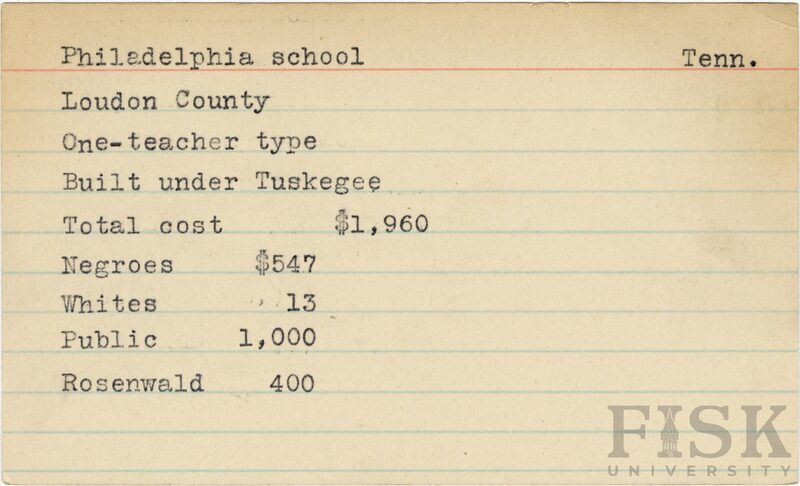 Philadelphia school Tenn.
Loudon County
One-teacher type
Built under Tuskegee
Total cost $1,960
Negroes $547
Whites 13
Public 1,000
Rosenwald 400
FISK
UNIVERSITY